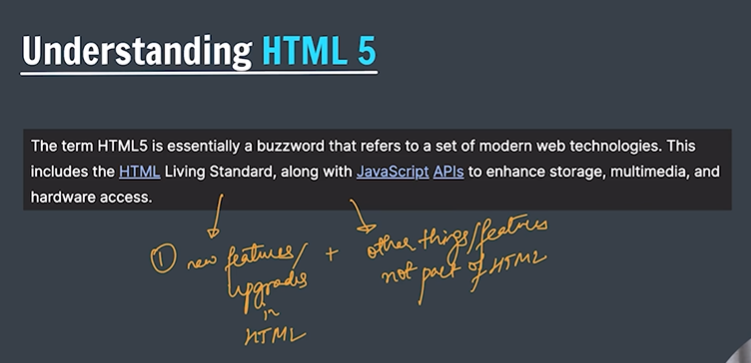 Understanding HTML 5
The term HTML5 is essentially a buzzword that refers to a set of modern web technologies. This
includes the HTML Living Standard, along with JavaScript APIs to enhance storage, multimedia, and
hardware access.
① new features/
upgrades
in
HTML
+
other things/features
not part of HTML